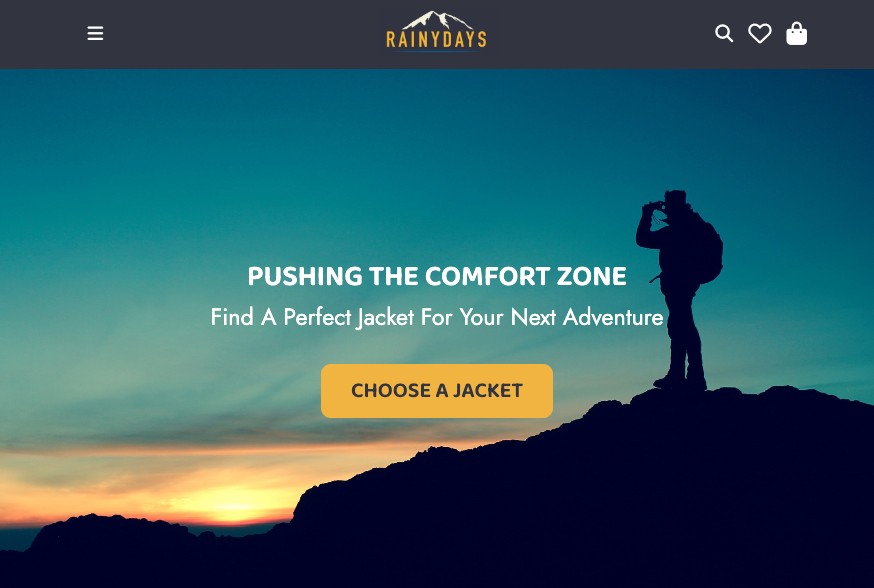 RAINYDAYS
PUSHING THE COMFORT ZONE
Find A Perfect Jacket For Your Next Adventure
CHOOSE A JACKET